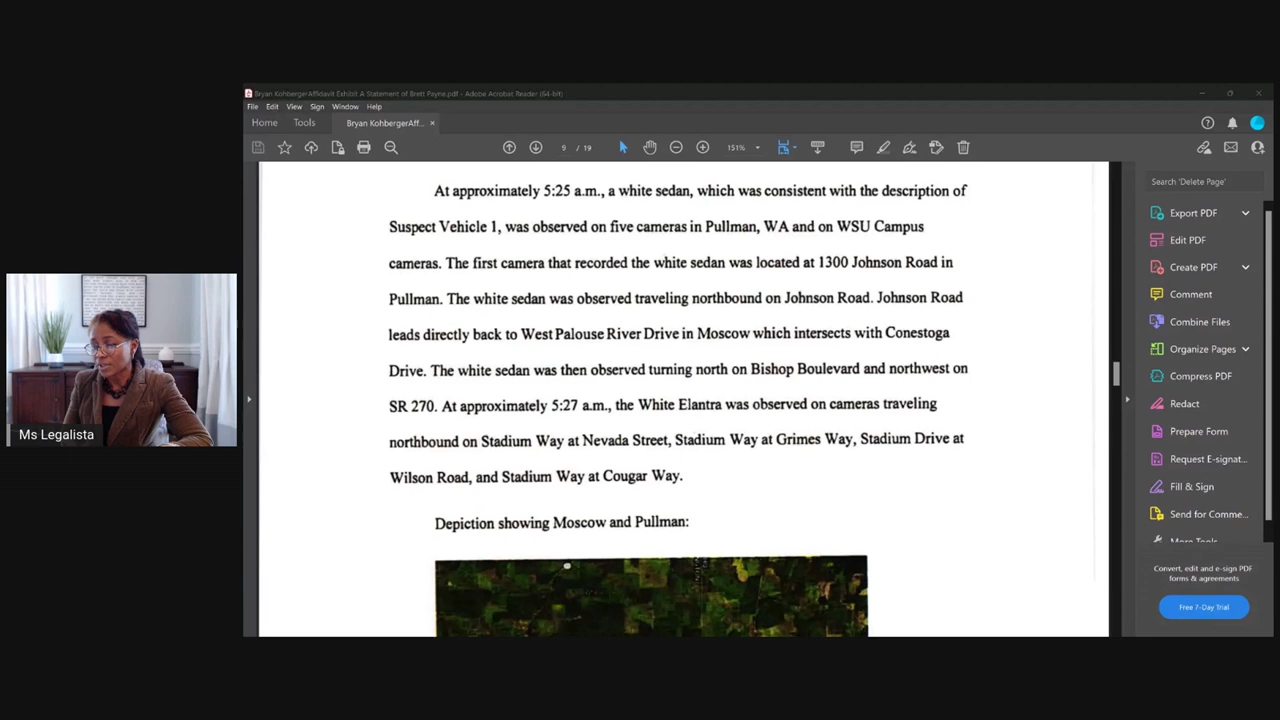 Bryan KohbergerAffidavit Exhibit A Statement of Brett Payne.pdf - Adobe Acrobat Reader (64-bit)
File Edit View Sign Window Help
Home Tools Bryan KohbergerAff... ×
9 / 19 151%
At approximately 5:25 a.m., a white sedan, which was consistent with the description of
Suspect Vehicle 1, was observed on five cameras in Pullman, WA and on WSU Campus
cameras. The first camera that recorded the white sedan was located at 1300 Johnson Road in
Pullman. The white sedan was observed traveling northbound on Johnson Road. Johnson Road
leads directly back to West Palouse River Drive in Moscow which intersects with Conestoga
Drive. The white sedan was then observed turning north on Bishop Boulevard and northwest on
SR 270. At approximately 5:27 a.m., the White Elantra was observed on cameras traveling
northbound on Stadium Way at Nevada Street, Stadium Way at Grimes Way, Stadium Drive at
Wilson Road, and Stadium Way at Cougar Way.
Depiction showing Moscow and Pullman:
Search 'Delete Page'
Export PDF
Edit PDF
Create PDF
Comment
Combine Files
Organize Pages
Compress PDF
Redact
Prepare Form
Request E-signat...
Fill & Sign
Send for Comme...
More Tools
Convert, edit and e-sign PDF
forms & agreements
Free 7-Day Trial
Ms Legalista